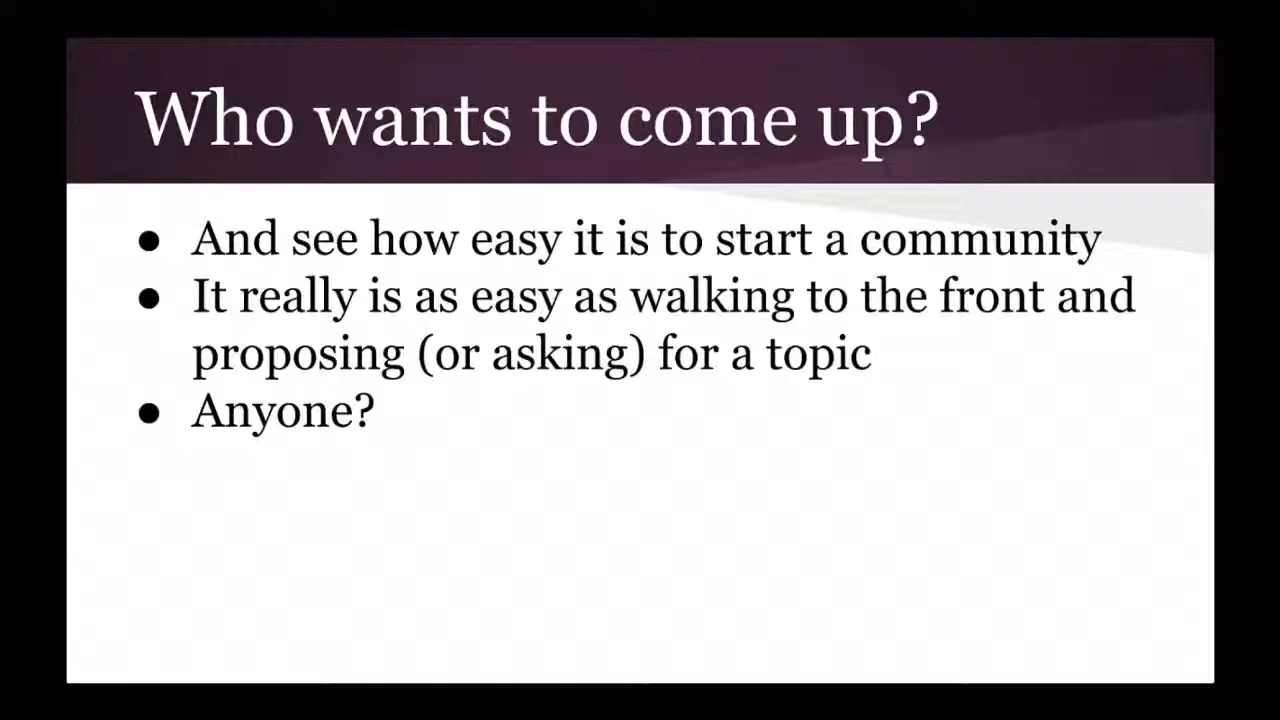 Who wants to come up?
● And see how easy it is to start a community
● It really is as easy as walking to the front and
proposing (or asking) for a topic
● Anyone?